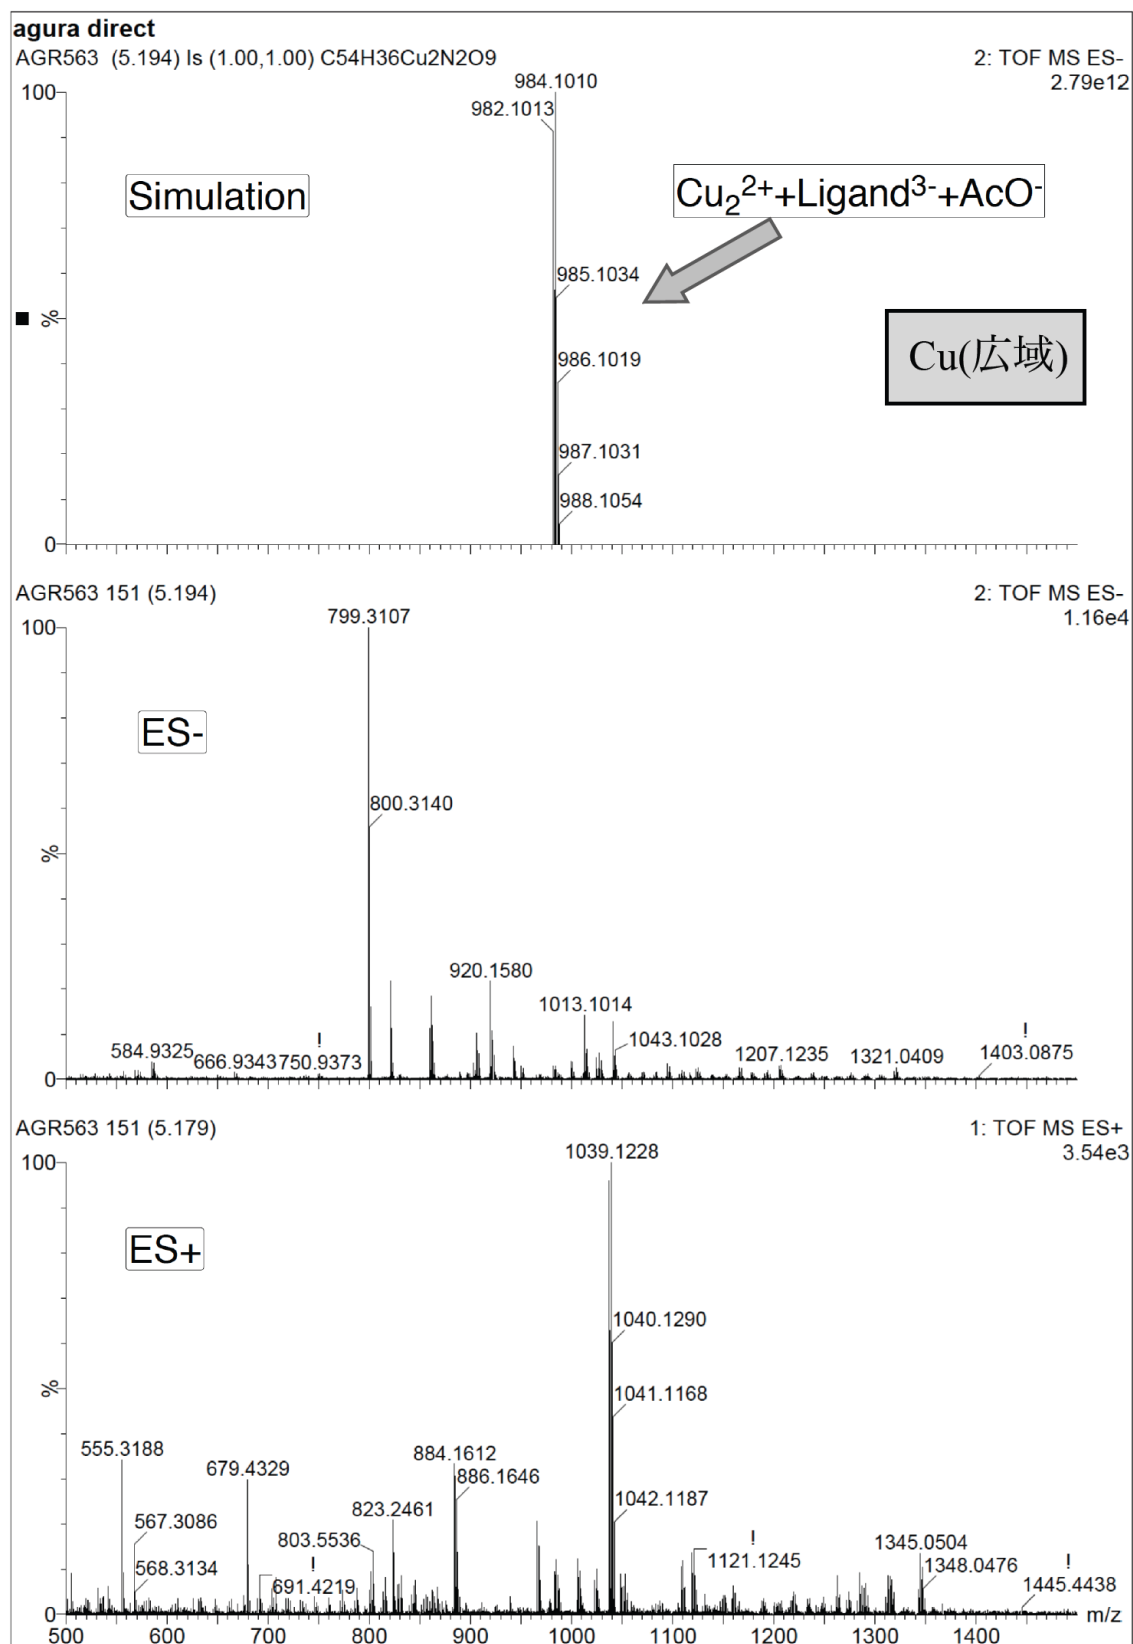 agura direct
AGR563 (5.194) Is (1.00,1.00) C54H36Cu2N2O9
2: TOF MS ES-
2.79e12
100
984.1010
982.1013
Simulation
Cu₂²⁺+Ligand³⁻+AcO⁻
985.1034
%
Cu(広域)
986.1019
987.1031
988.1054
0
AGR563 151 (5.194)
2: TOF MS ES-
1.16e4
100
799.3107
ES-
800.3140
%
920.1580
1013.1014
!
!
584.9325
666.9343
750.9373
1043.1028
1207.1235
1321.0409
1403.0875
0
AGR563 151 (5.179)
1: TOF MS ES+
3.54e3
100
1039.1228
ES+
1040.1290
%
1041.1168
555.3188
884.1612
679.4329
886.1646
823.2461
1042.1187
567.3086
803.5536
!
!
1345.0504
568.3134
691.4219
1121.1245
1348.0476
!
1445.4438
0
m/z
500 600 700 800 900 1000 1100 1200 1300 1400